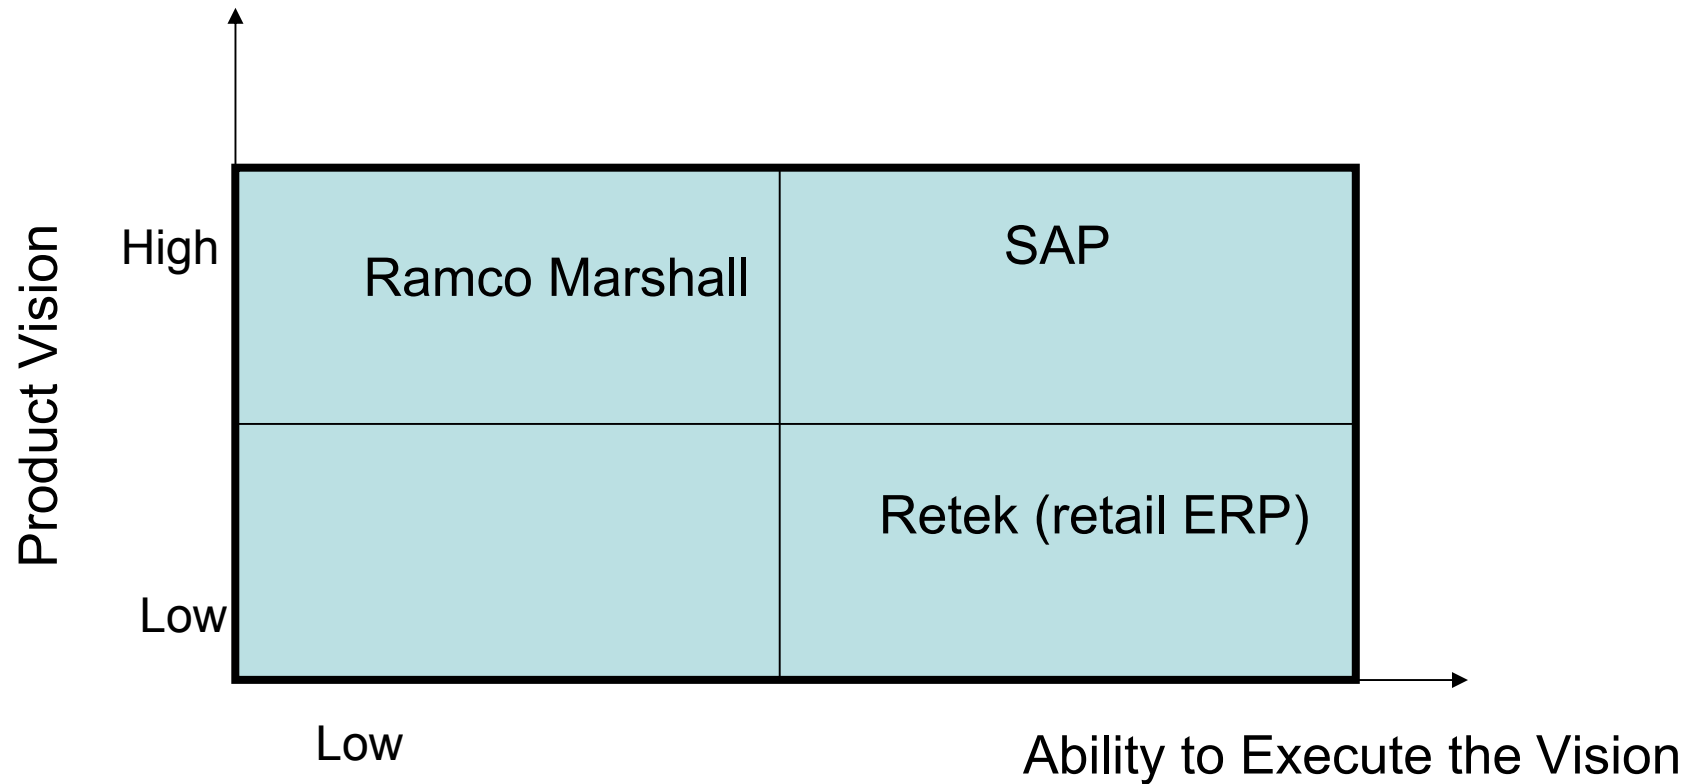 Product Vision
High
Ramco Marshall
SAP
Retek (retail ERP)
Low
Low
Ability to Execute the Vision